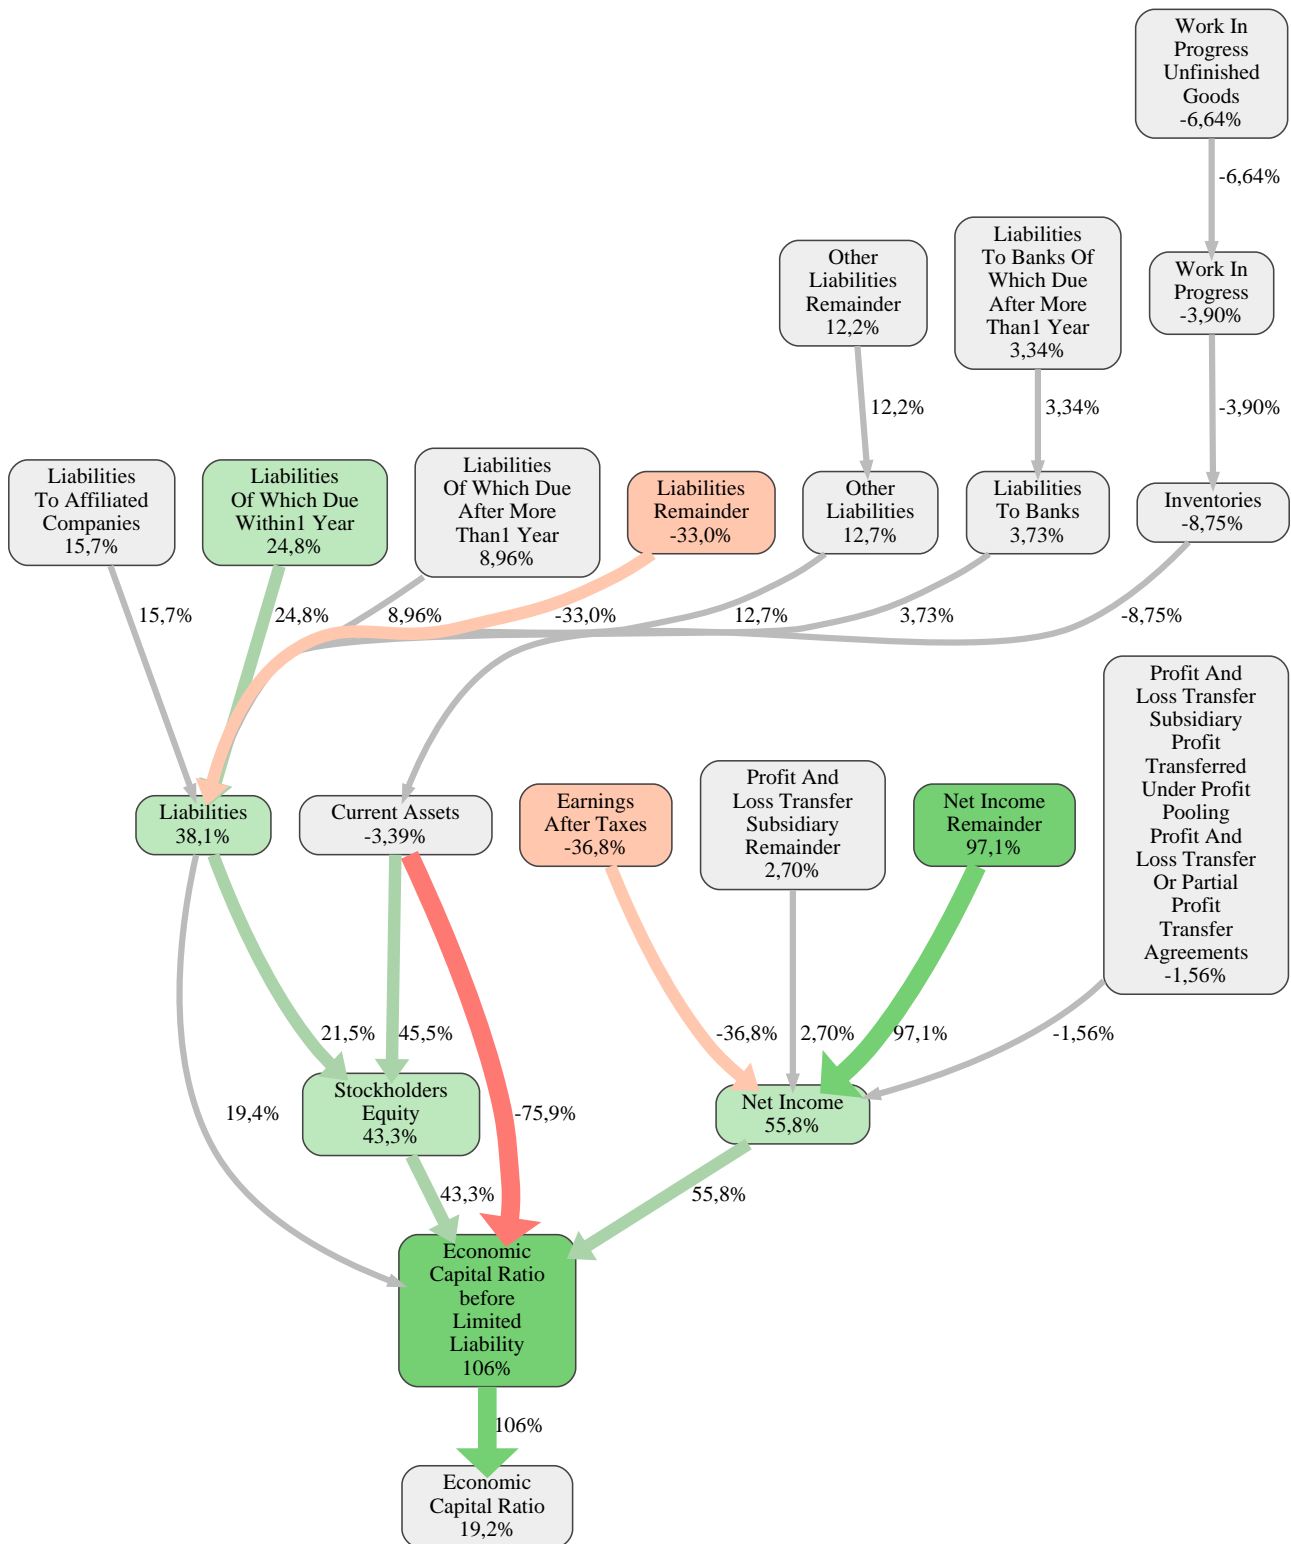 Work In
Progress
Unfinished
Goods
-6,64%
-6,64%
Other
Liabilities
Remainder
12,2%
Liabilities
To Banks Of
Which Due
After More
Than1 Year
3,34%
Work In
Progress
-3,90%
12,2%
3,34%
-3,90%
Liabilities
To Affiliated
Companies
15,7%
Liabilities
Of Which Due
Within1 Year
24,8%
Liabilities
Of Which Due
After More
Than1 Year
8,96%
Liabilities
Remainder
-33,0%
Other
Liabilities
12,7%
Liabilities
To Banks
3,73%
Inventories
-8,75%
15,7%
24,8%
8,96%
-33,0%
12,7%
3,73%
-8,75%
Liabilities
38,1%
Current Assets
-3,39%
Earnings
After Taxes
-36,8%
Profit And
Loss Transfer
Subsidiary
Remainder
2,70%
Net Income
Remainder
97,1%
Profit And
Loss Transfer
Subsidiary
Profit
Transferred
Under Profit
Pooling
Profit And
Loss Transfer
Or Partial
Profit
Transfer
Agreements
-1,56%
21,5%
45,5%
-36,8%
2,70%
97,1%
-1,56%
Stockholders
Equity
43,3%
Net Income
55,8%
19,4%
-75,9%
43,3%
55,8%
Economic
Capital Ratio
before
Limited
Liability
106%
106%
Economic
Capital Ratio
19,2%